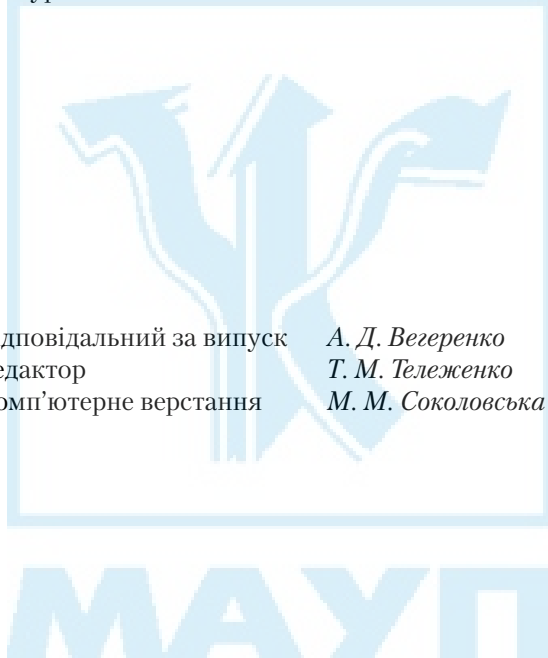 дповідальний за випуск А. Д. Вегеренко
едактор Т. М. Тележенко
омп'ютерне верстання М. М. Соколовська
МАУП